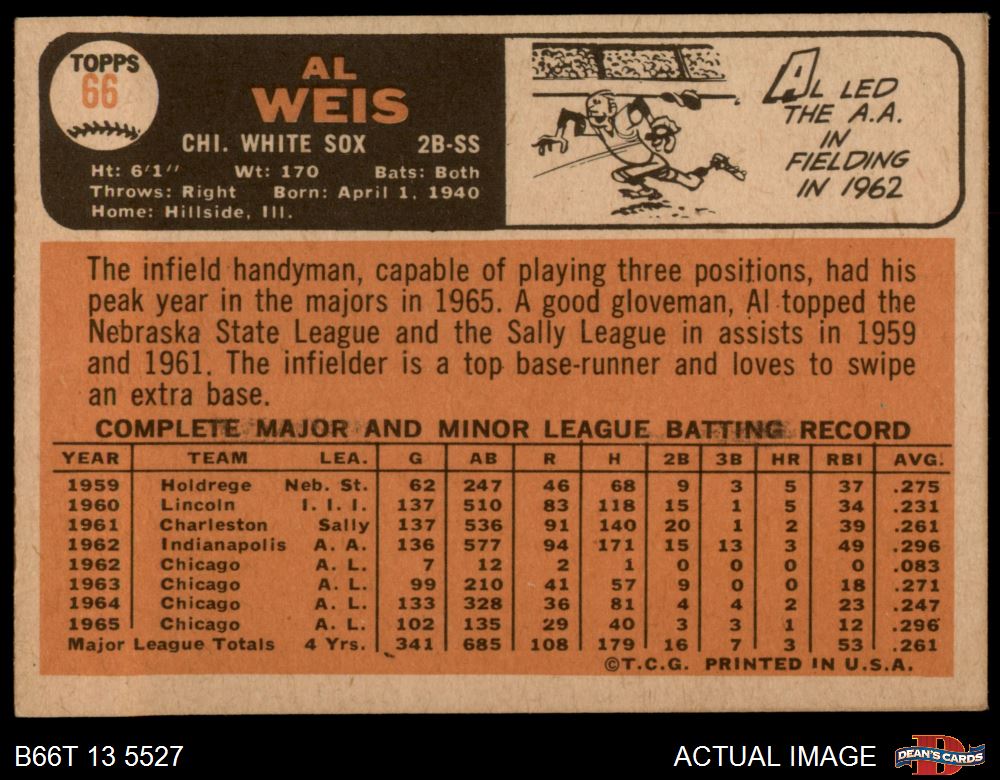 TOPPS
66
AL
WEIS
CHI. WHITE SOX 2B-SS
Ht: 6'1" Wt: 170 Bats: Both
Throws: Right Born: April 1, 1940
Home: Hillside, Ill.
AL LED
THE A.A.
IN
FIELDING
IN 1962
The infield handyman, capable of playing three positions, had his
peak year in the majors in 1965. A good gloveman, Al topped the
Nebraska State League and the Sally League in assists in 1959
and 1961. The infielder is a top base-runner and loves to swipe
an extra base.
COMPLETE MAJOR AND MINOR LEAGUE BATTING RECORD
YEAR TEAM LEA. G AB R H 2B 3B HR RBI AVG.
1959 Holdrege Neb. St. 62 247 46 68 9 3 5 37 .275
1960 Lincoln I. I. I. 137 510 83 118 15 1 5 34 .231
1961 Charleston Sally 137 536 91 140 20 1 2 39 .261
1962 Indianapolis A. A. 136 577 94 171 15 13 3 49 .296
1962 Chicago A. L. 7 12 2 1 0 0 0 0 .083
1963 Chicago A. L. 99 210 41 57 9 0 0 18 .271
1964 Chicago A. L. 133 328 36 81 4 4 2 23 .247
1965 Chicago A. L. 102 135 29 40 3 3 1 12 .296
Major League Totals 4 Yrs. 341 685 108 179 16 7 3 53 .261
©T.C.G. PRINTED IN U.S.A.
B66T 13 5527
ACTUAL IMAGE
DEAN'S CARDS